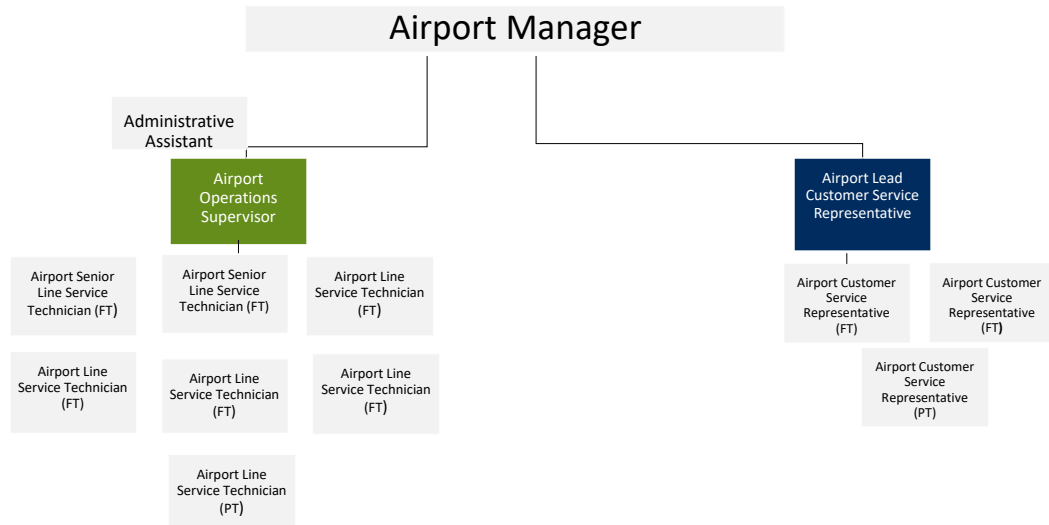 Airport Manager
Administrative
Assistant
Airport
Operations
Supervisor
Airport Lead
Customer Service
Representative
Airport Senior
Line Service
Technician (FT)
Airport Senior
Line Service
Technician (FT)
Airport Line
Service Technician
(FT)
Airport Customer
Service
Representative
(FT)
Airport Customer
Service
Representative
(FT)
Airport Line
Service Technician
(FT)
Airport Line
Service Technician
(FT)
Airport Line
Service Technician
(FT)
Airport Customer
Service
Representative
(PT)
Airport Line
Service Technician
(PT)